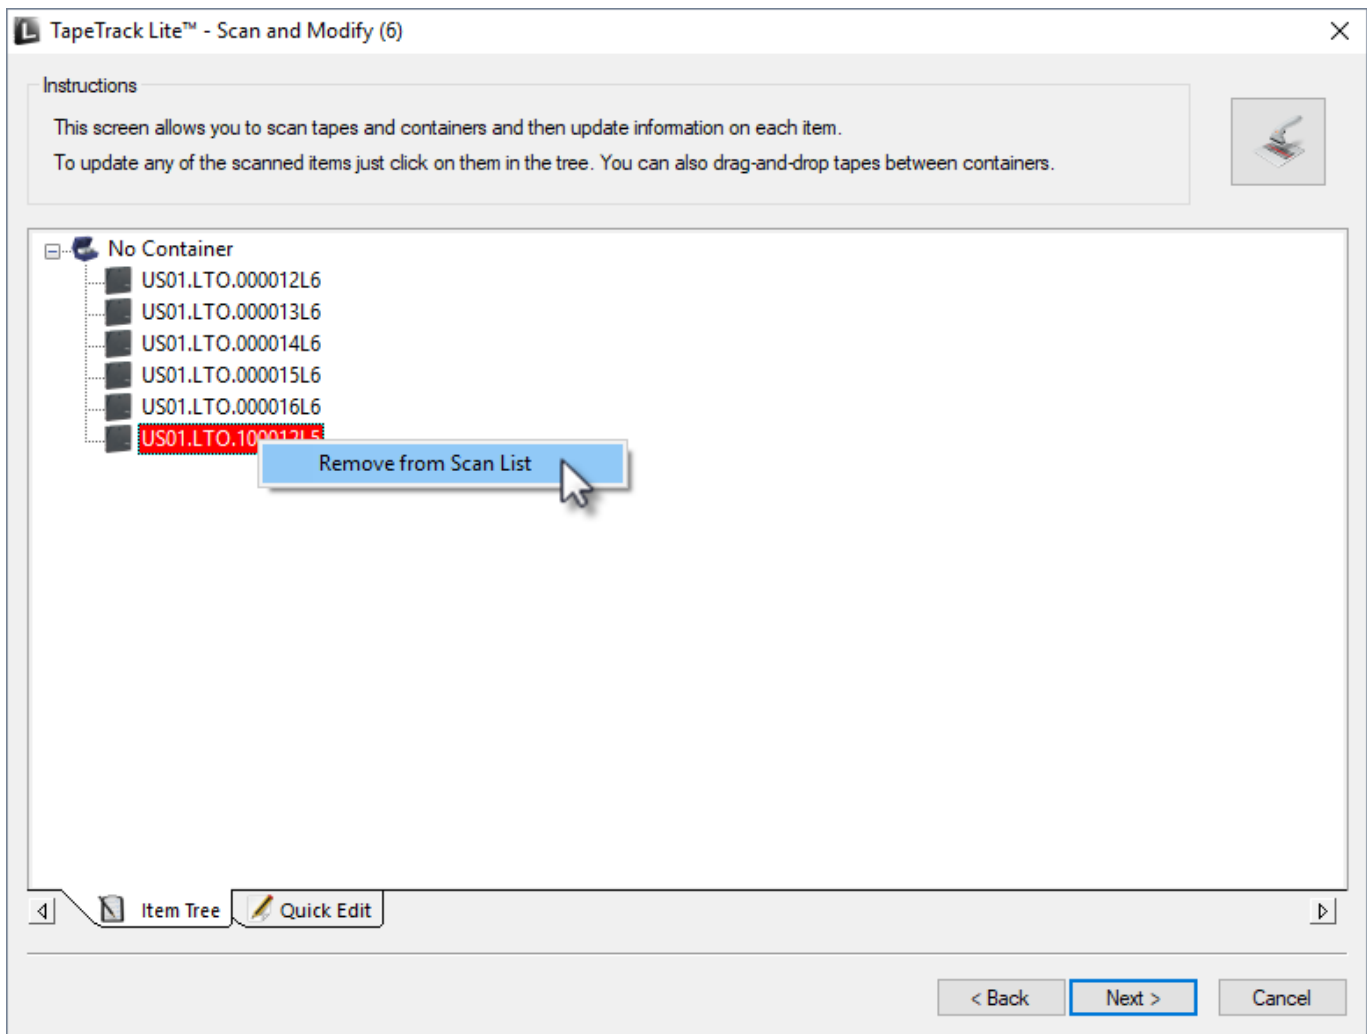 TapeTrack Lite™ - Scan and Modify (6)
Instructions
This screen allows you to scan tapes and containers and then update information on each item.
To update any of the scanned items just click on them in the tree. You can also drag-and-drop tapes between containers.
No Container
US01.LTO.000012L6
US01.LTO.000013L6
US01.LTO.000014L6
US01.LTO.000015L6
US01.LTO.000016L6
US01.LTO.100012L5
Remove from Scan List
Item Tree
Quick Edit
< Back
Next >
Cancel